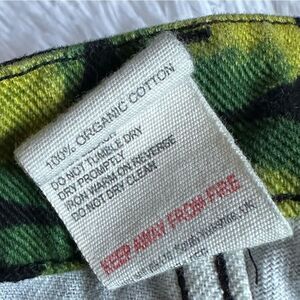 100% ORGANIC COTTON
DO NOT TUMBLE DRY
DRY PROMPTLY
IRON WARM ON REVERSE
DO NOT DRY CLEAN
KEEP AWAY FROM FIRE